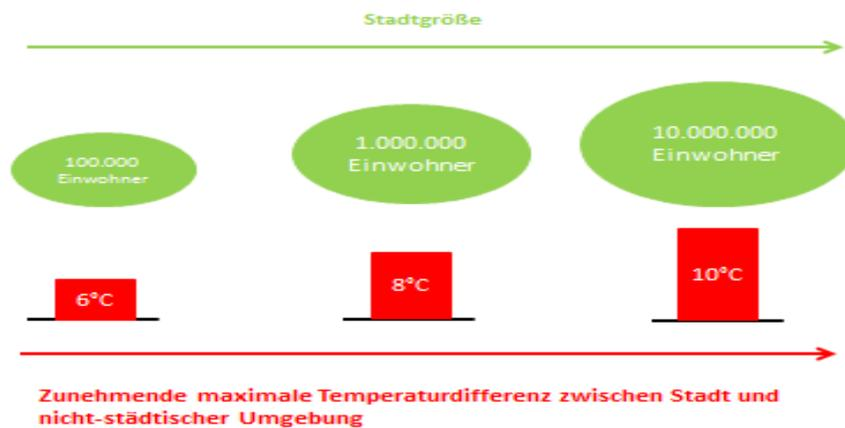 Stadtgröße
100.000
Einwohner
1.000.000
Einwohner
10.000.000
Einwohner
6°C
8°C
10°C
Zunehmende maximale Temperaturdifferenz zwischen Stadt und
nicht-städtischer Umgebung